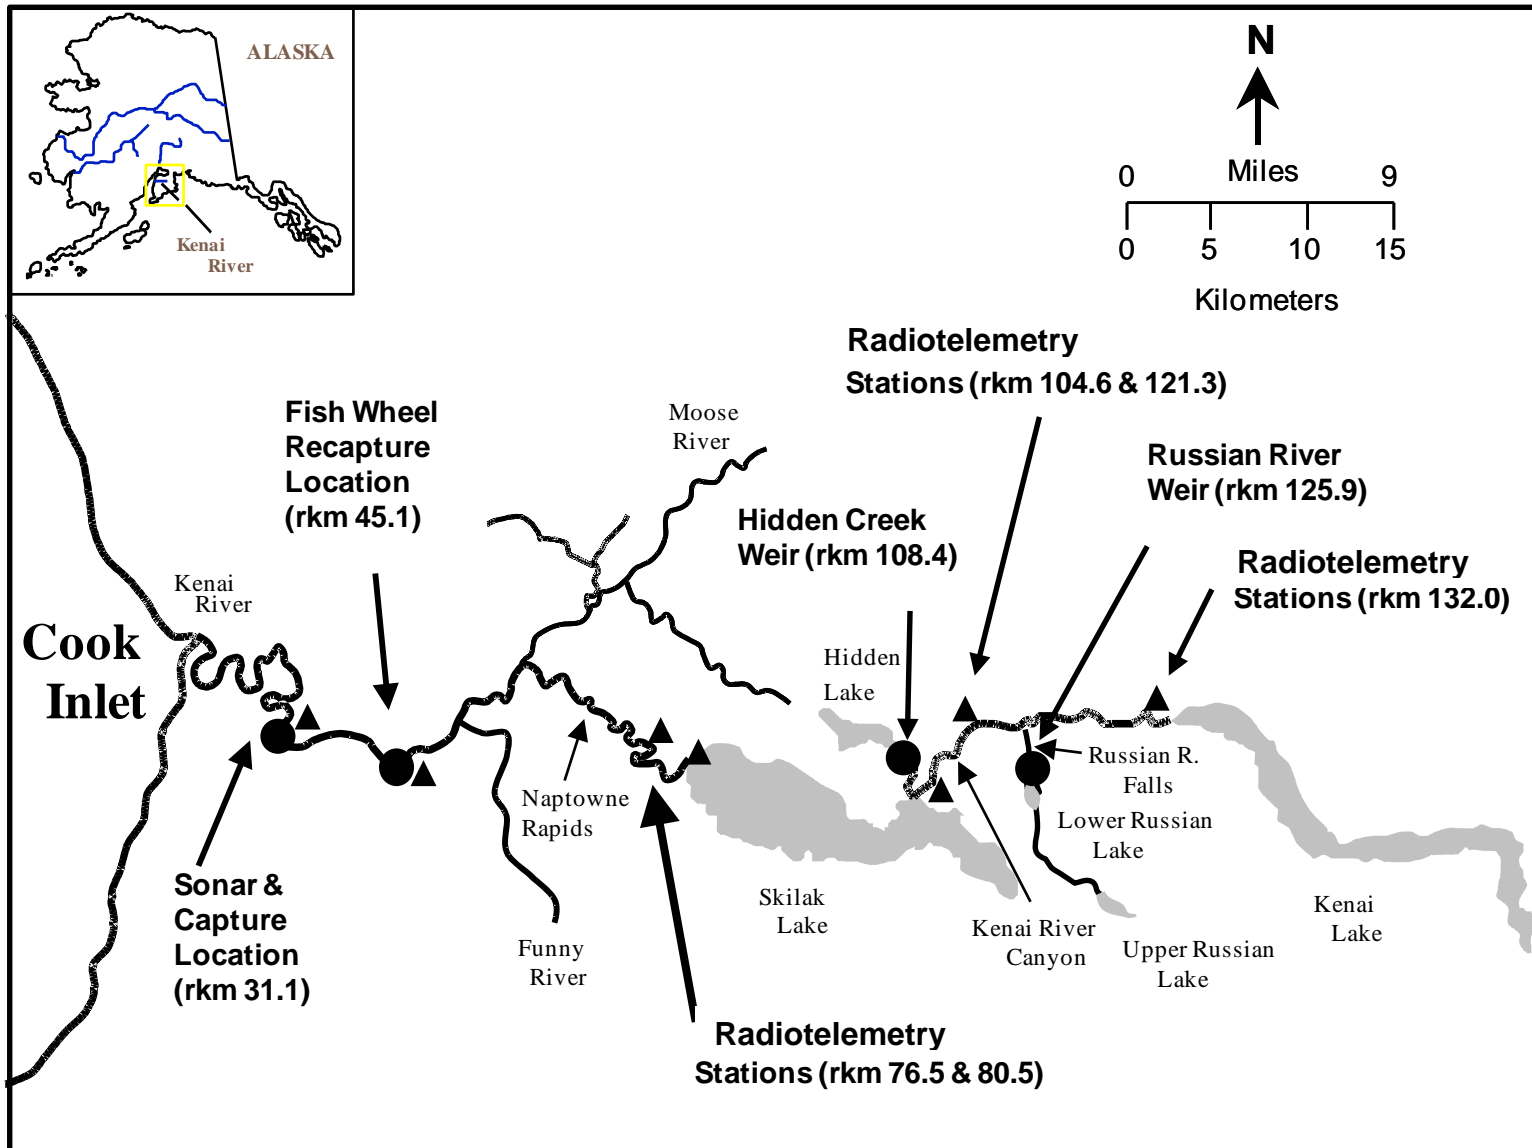 ALASKA
Kenai
River
N
Miles
0 9
0 5 10 15
Kilometers
Radiotelemetry
Stations (rkm 104.6 & 121.3)
Fish Wheel
Recapture
Location
(rkm 45.1)
Moose
River
Russian River
Weir (rkm 125.9)
Hidden Creek
Weir (rkm 108.4)
Radiotelemetry
Stations (rkm 132.0)
Kenai
River
Cook
Inlet
Hidden
Lake
Russian R.
Falls
Naptowne
Rapids
Lower Russian
Lake
Sonar &
Capture
Location
(rkm 31.1)
Skilak
Lake
Kenai
Lake
Kenai River
Canyon
Funny
River
Upper Russian
Lake
Radiotelemetry
Stations (rkm 76.5 & 80.5)